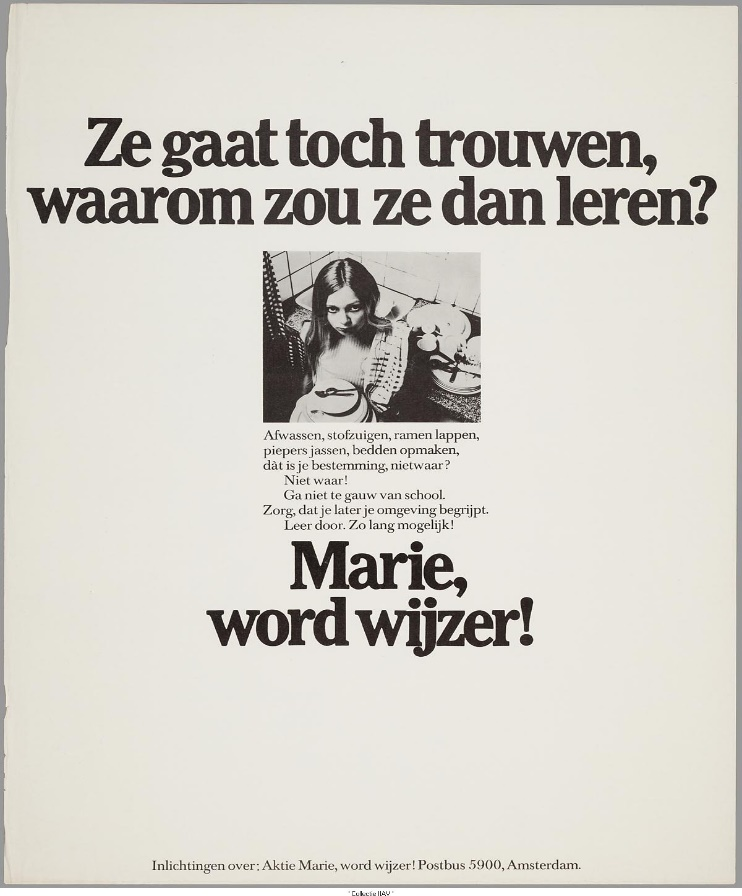 Ze gaat toch trouwen,
waarom zou ze dan leren?
Afwassen, stofzuigen, ramen lappen,
piepers jassen, bedden opmaken,
dàt is je bestemming, nietwaar?
Niet waar!
Ga niet te gauw van school.
Zorg, dat je later je omgeving begrijpt.
Leer door. Zo lang mogelijk!
Marie,
word wijzer!
Inlichtingen over: Aktie Marie, word wijzer! Postbus 5900, Amsterdam.